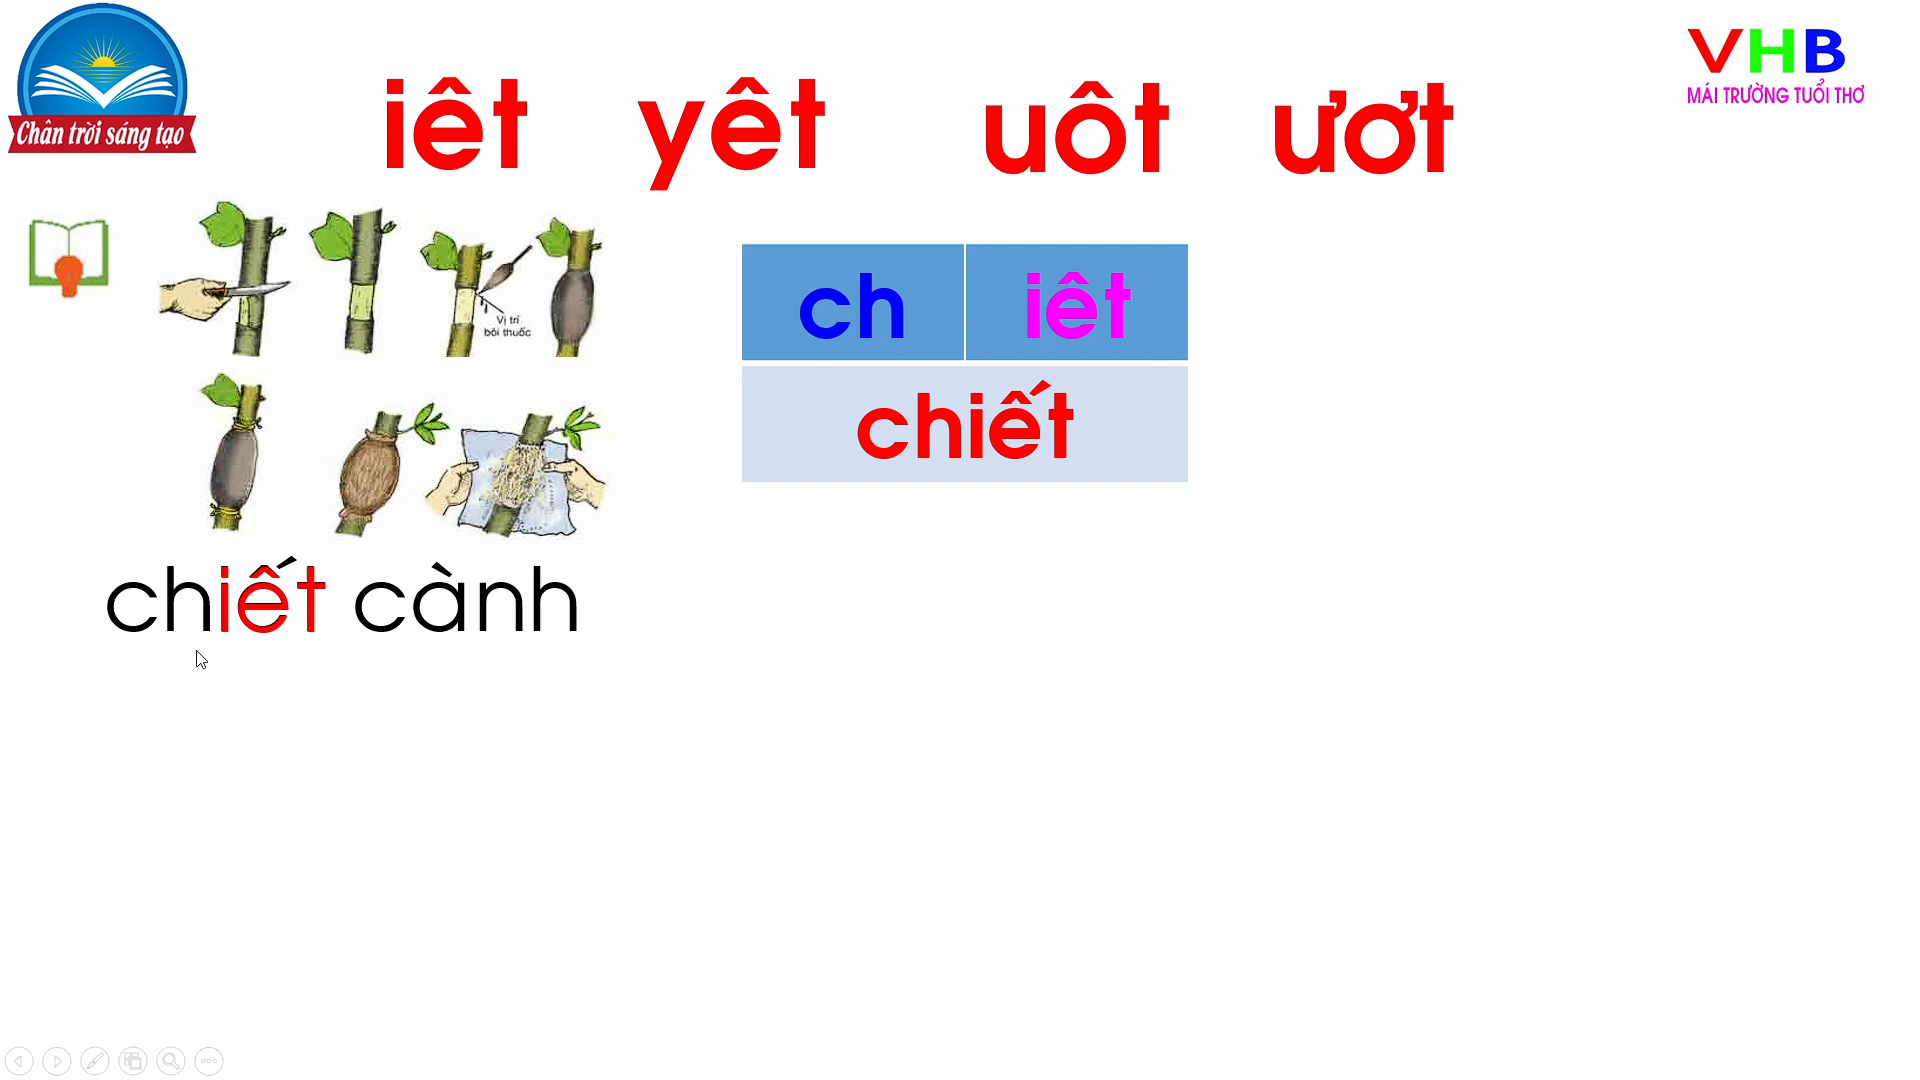 Chân trời sáng tạo
VHB
MÁI TRƯỜNG TUỔI THƠ
iêt yêt uôt ươt
Vị trí
bôi thuốc
ch iêt
chiết
chiết cành